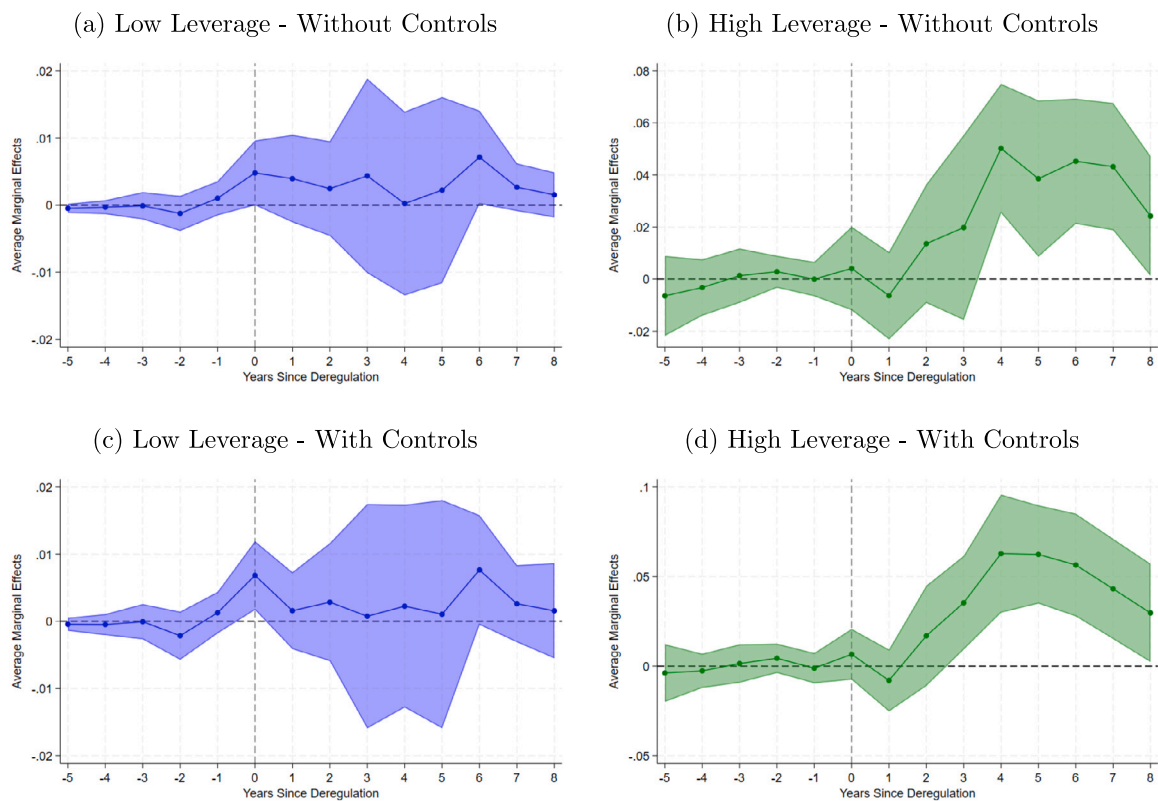 (a) Low Leverage - Without Controls
Average Marginal Effects
.02
.01
0
-.01
-.02
-5 -4 -3 -2 -1 0 1 2 3 4 5 6 7 8
Years Since Deregulation
(b) High Leverage - Without Controls
Average Marginal Effects
.08
.06
.04
.02
0
-.02
-5 -4 -3 -2 -1 0 1 2 3 4 5 6 7 8
Years Since Deregulation
(c) Low Leverage - With Controls
Average Marginal Effects
.02
.01
0
-.01
-.02
-5 -4 -3 -2 -1 0 1 2 3 4 5 6 7 8
Years Since Deregulation
(d) High Leverage - With Controls
Average Marginal Effects
.1
.05
0
-.05
-5 -4 -3 -2 -1 0 1 2 3 4 5 6 7 8
Years Since Deregulation